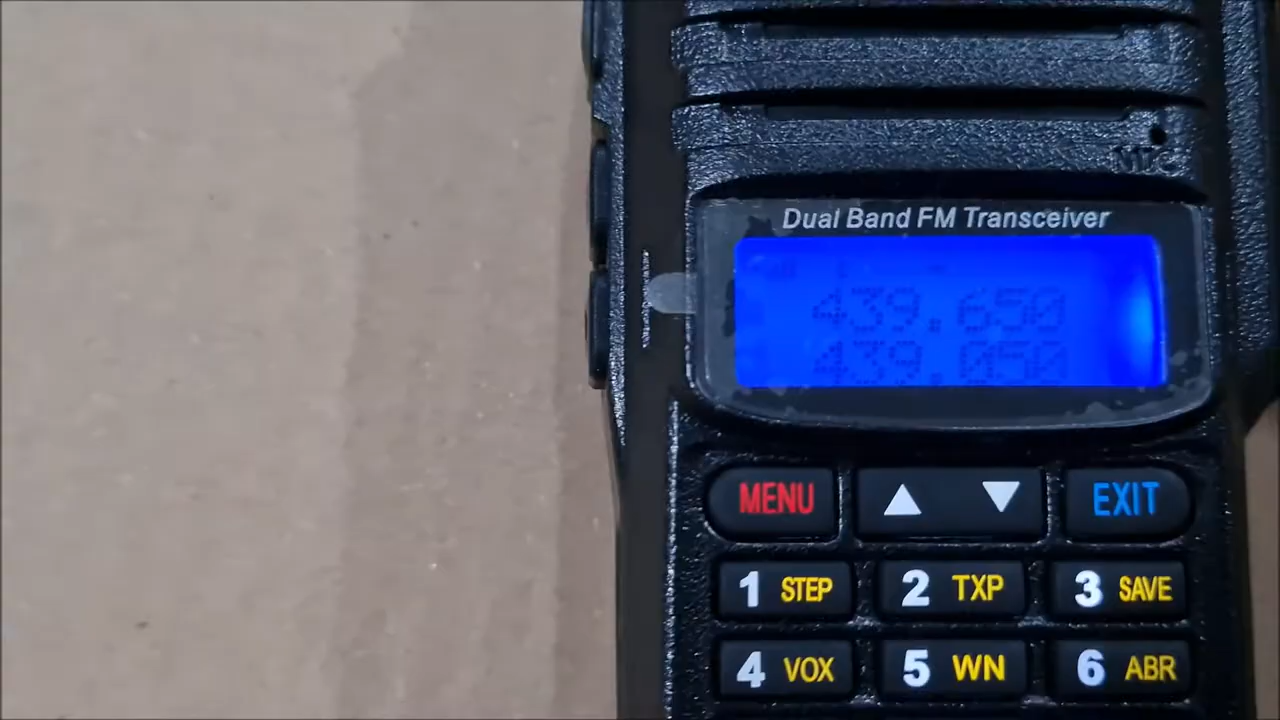 MIC
Dual Band FM Transceiver
439.650
439.050
MENU EXIT
1 STEP 2 TXP 3 SAVE
4 VOX 5 WN 6 ABR